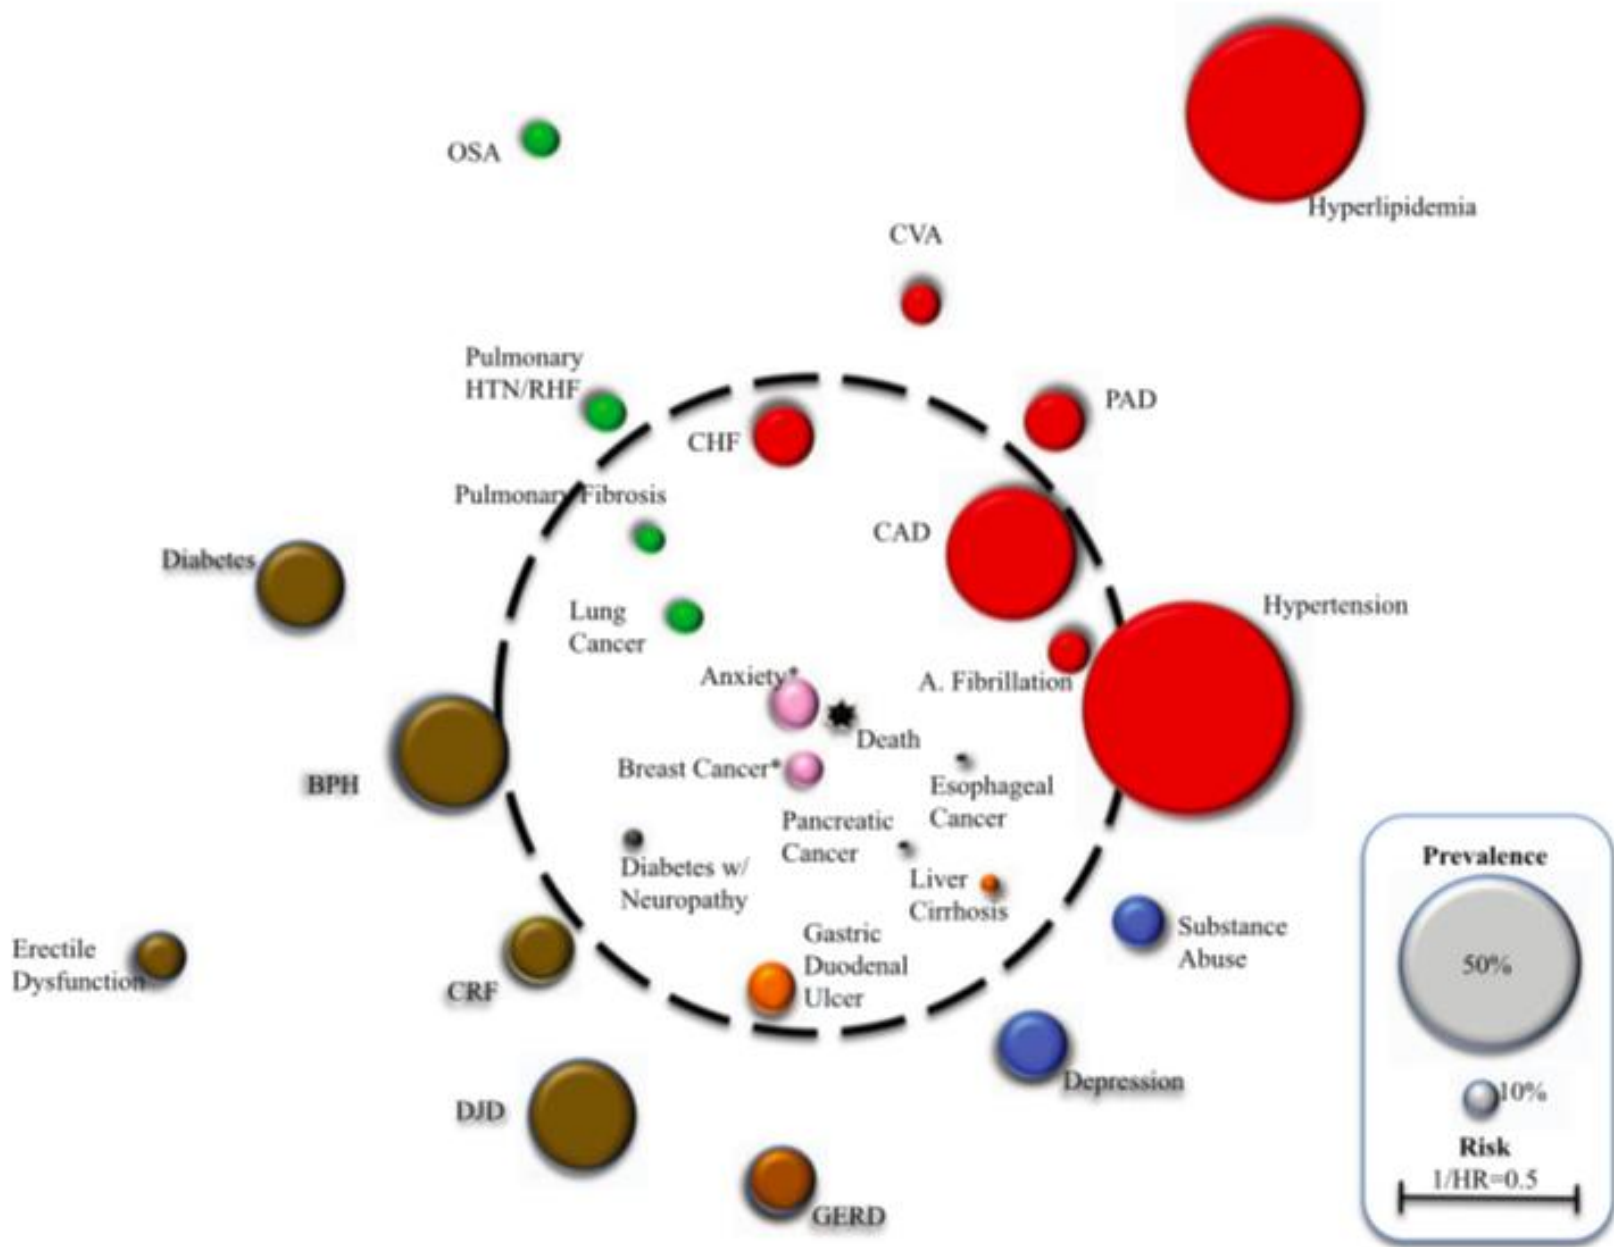 OSA
Hyperlipidemia
CVA
Pulmonary
HTN/RHF
PAD
CHF
Pulmonary Fibrosis
CAD
Diabetes
Hypertension
Lung
Cancer
Anxiety*
A. Fibrillation
Death
Breast Cancer*
BPH
Esophageal
Cancer
Pancreatic
Cancer
Diabetes w/
Neuropathy
Liver
Cirrhosis
Substance
Abuse
Erectile
Dysfunction
CRF
Gastric
Duodenal
Ulcer
Depression
DJD
GERD
Prevalence
50%
10%
Risk
1/HR=0.5